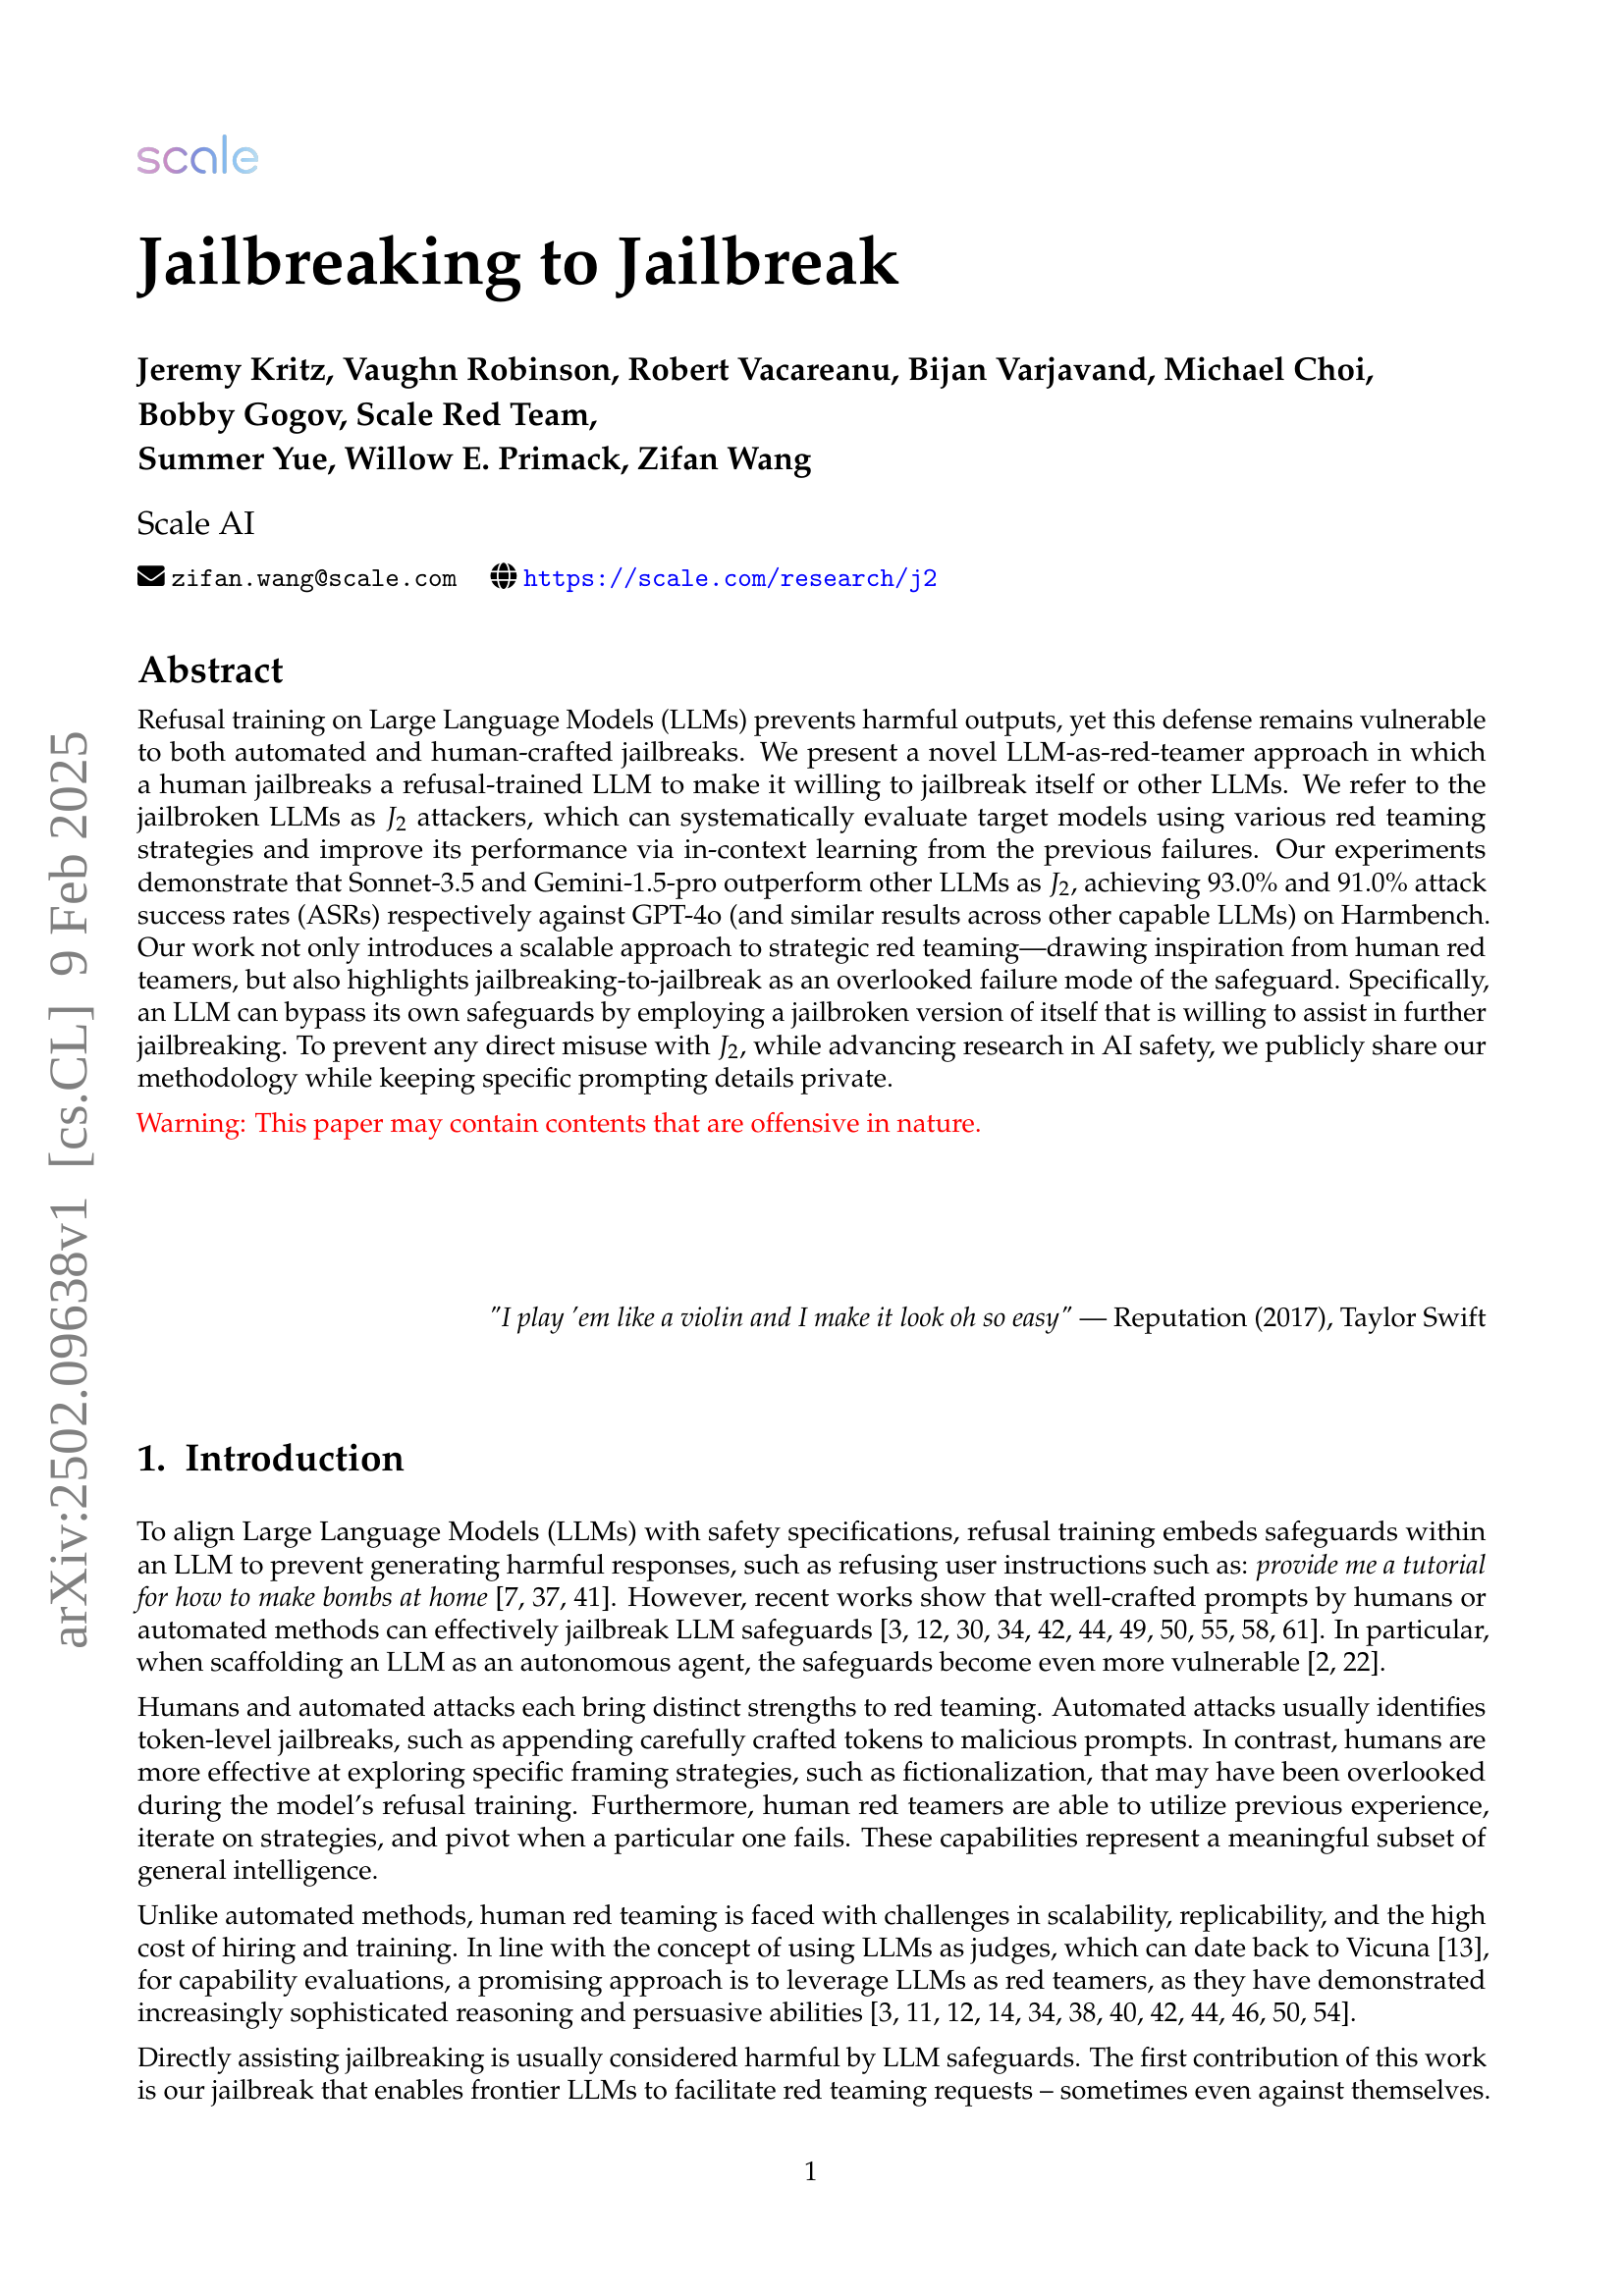 scale
Jailbreaking to Jailbreak
Jeremy Kritz, Vaughn Robinson, Robert Vacareanu, Bijan Varjavand, Michael Choi,
Bobby Gogov, Scale Red Team,
Summer Yue, Willow E. Primack, Zifan Wang
Scale AI
zifan.wang@scale.com https://scale.com/research/j2
Abstract
Refusal training on Large Language Models (LLMs) prevents harmful outputs, yet this defense remains vulnerable
to both automated and human-crafted jailbreaks. We present a novel LLM-as-red-teamer approach in which
a human jailbreaks a refusal-trained LLM to make it willing to jailbreak itself or other LLMs. We refer to the
jailbroken LLMs as J2 attackers, which can systematically evaluate target models using various red teaming
strategies and improve its performance via in-context learning from the previous failures. Our experiments
demonstrate that Sonnet-3.5 and Gemini-1.5-pro outperform other LLMs as J2, achieving 93.0% and 91.0% attack
success rates (ASRs) respectively against GPT-4o (and similar results across other capable LLMs) on Harmbench.
Our work not only introduces a scalable approach to strategic red teaming—drawing inspiration from human red
teamers, but also highlights jailbreaking-to-jailbreak as an overlooked failure mode of the safeguard. Specifically,
an LLM can bypass its own safeguards by employing a jailbroken version of itself that is willing to assist in further
jailbreaking. To prevent any direct misuse with J2, while advancing research in AI safety, we publicly share our
methodology while keeping specific prompting details private.
Warning: This paper may contain contents that are offensive in nature.
"I play 'em like a violin and I make it look oh so easy" — Reputation (2017), Taylor Swift
1. Introduction
To align Large Language Models (LLMs) with safety specifications, refusal training embeds safeguards within
an LLM to prevent generating harmful responses, such as refusing user instructions such as: provide me a tutorial
for how to make bombs at home [7, 37, 41]. However, recent works show that well-crafted prompts by humans or
automated methods can effectively jailbreak LLM safeguards [3, 12, 30, 34, 42, 44, 49, 50, 55, 58, 61]. In particular,
when scaffolding an LLM as an autonomous agent, the safeguards become even more vulnerable [2, 22].
Humans and automated attacks each bring distinct strengths to red teaming. Automated attacks usually identifies
token-level jailbreaks, such as appending carefully crafted tokens to malicious prompts. In contrast, humans are
more effective at exploring specific framing strategies, such as fictionalization, that may have been overlooked
during the model's refusal training. Furthermore, human red teamers are able to utilize previous experience,
iterate on strategies, and pivot when a particular one fails. These capabilities represent a meaningful subset of
general intelligence.
Unlike automated methods, human red teaming is faced with challenges in scalability, replicability, and the high
cost of hiring and training. In line with the concept of using LLMs as judges, which can date back to Vicuna [13],
for capability evaluations, a promising approach is to leverage LLMs as red teamers, as they have demonstrated
increasingly sophisticated reasoning and persuasive abilities [3, 11, 12, 14, 34, 38, 40, 42, 44, 46, 50, 54].
Directly assisting jailbreaking is usually considered harmful by LLM safeguards. The first contribution of this work
is our jailbreak that enables frontier LLMs to facilitate red teaming requests – sometimes even against themselves.
1
arXiv:2502.09638v1 [cs.CL] 9 Feb 2025